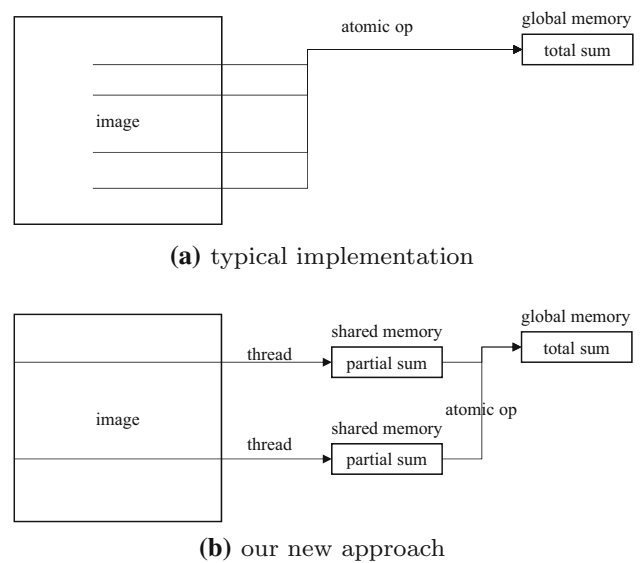 global memory
atomic op
total sum
image
(a) typical implementation
global memory
shared memory
total sum
thread
partial sum
atomic op
image
shared memory
thread
partial sum
(b) our new approach